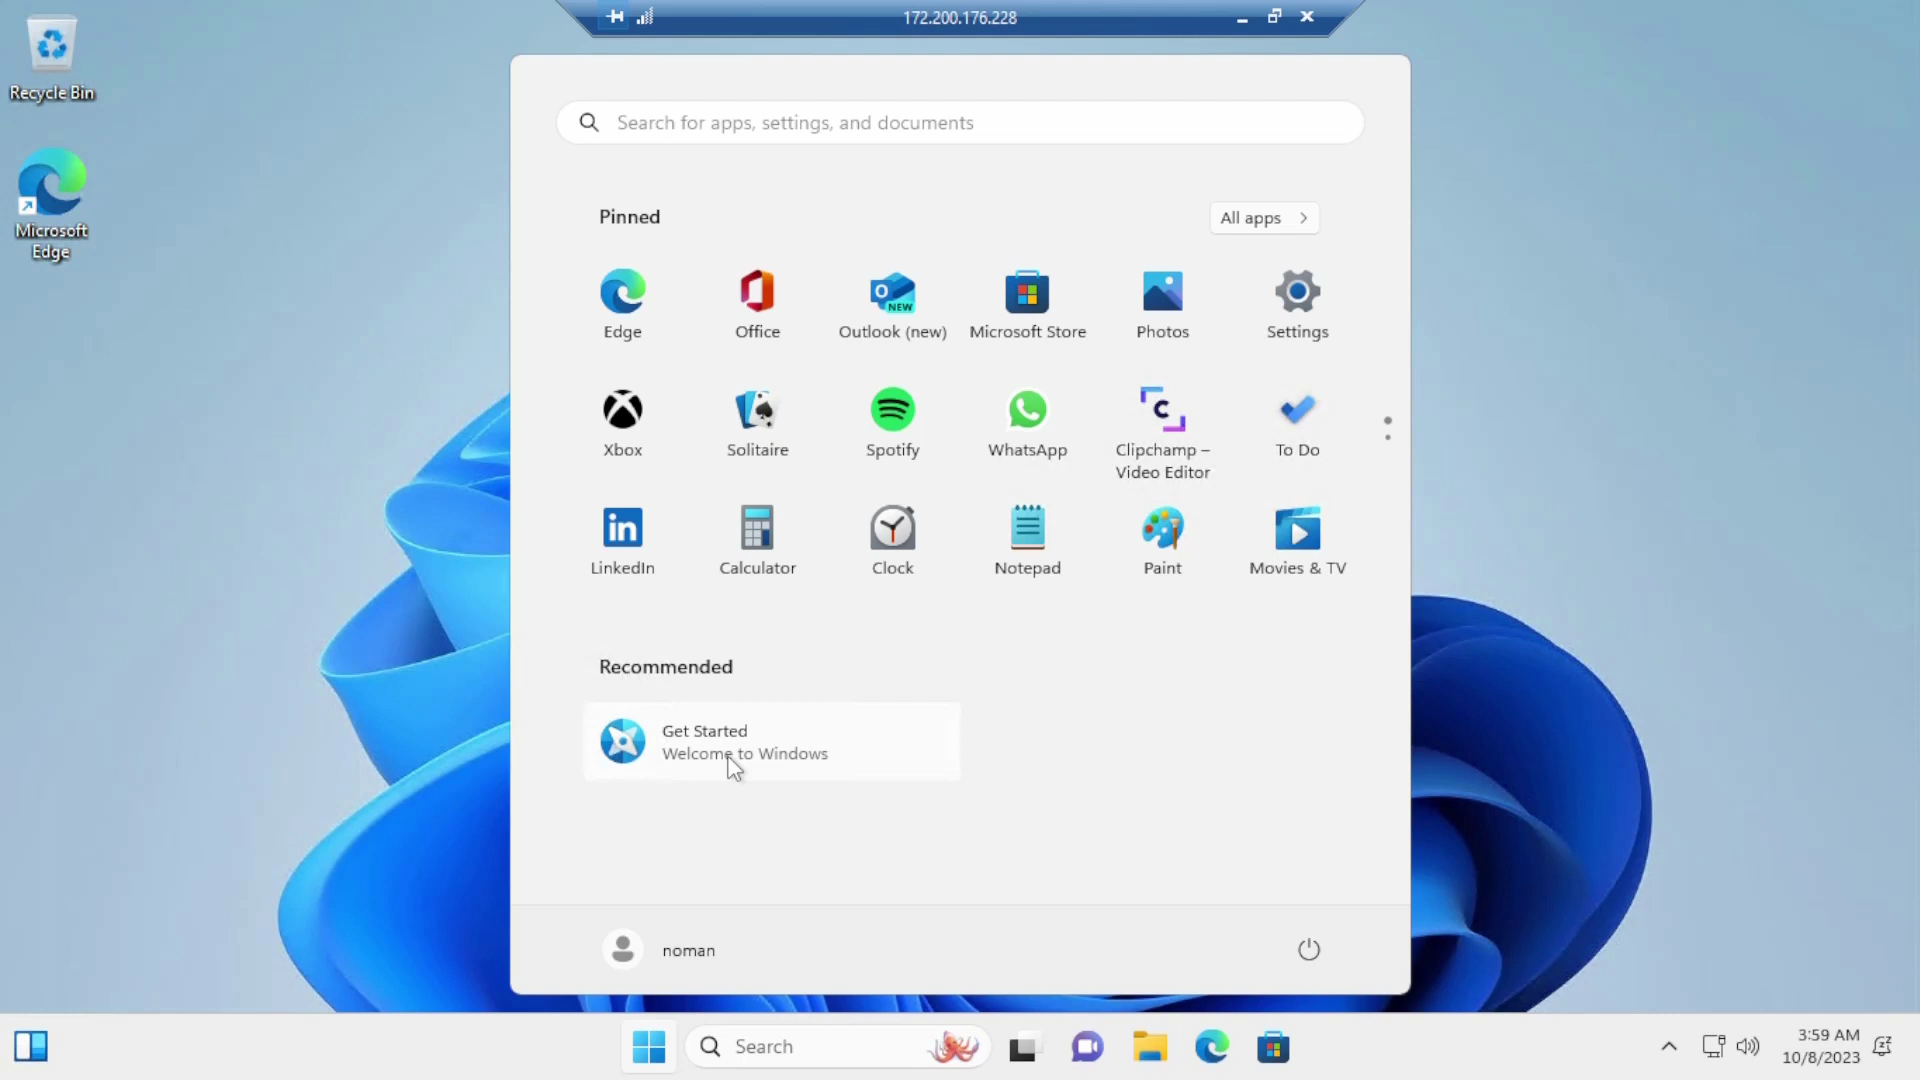 172.200.176.228
Recycle Bin
Microsoft
Edge
Search for apps, settings, and documents
Pinned
All apps
Edge
Office
Outlook (new)
Microsoft Store
Photos
Settings
Xbox
Solitaire
Spotify
WhatsApp
Clipchamp –
Video Editor
To Do
LinkedIn
Calculator
Clock
Notepad
Paint
Movies & TV
Recommended
Get Started
Welcome to Windows
noman
Search
3:59 AM
10/8/2023